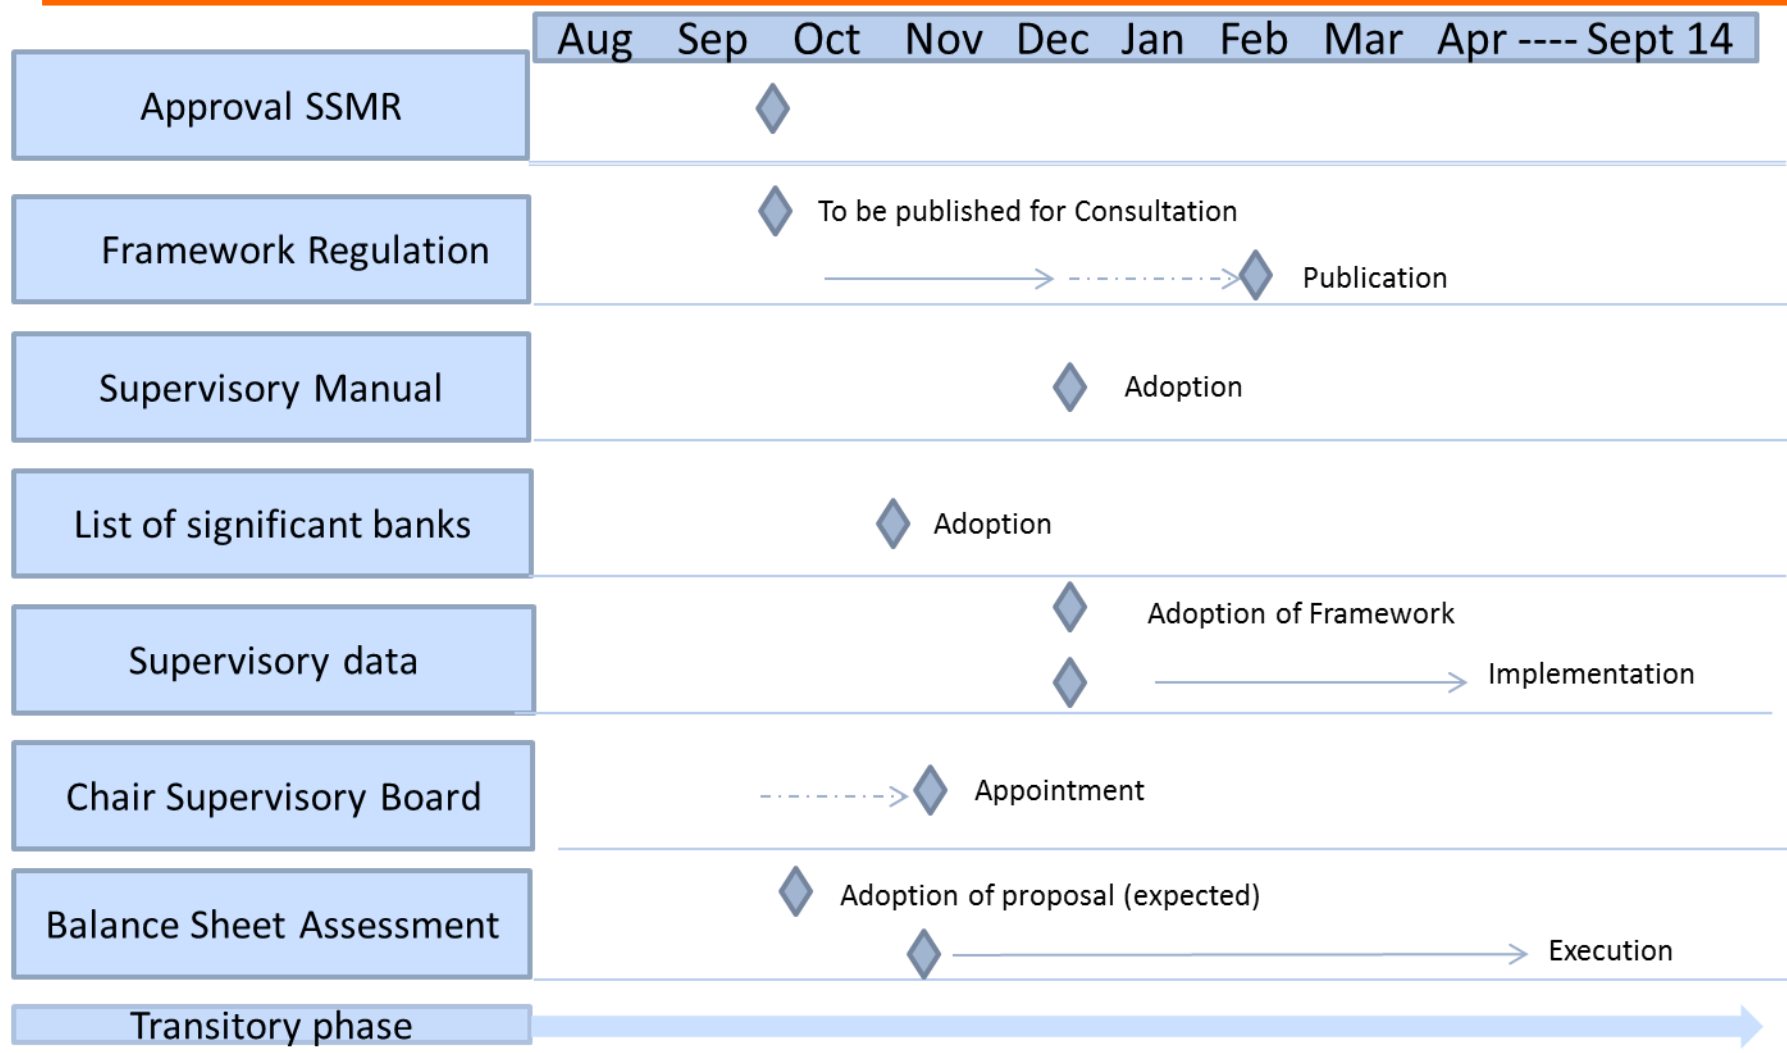 Aug Sep Oct Nov Dec Jan Feb Mar Apr ---- Sept 14
Approval SSMR
Framework Regulation
To be published for Consultation
Publication
Supervisory Manual
Adoption
List of significant banks
Adoption
Supervisory data
Adoption of Framework
Implementation
Chair Supervisory Board
Appointment
Balance Sheet Assessment
Adoption of proposal (expected)
Execution
Transitory phase